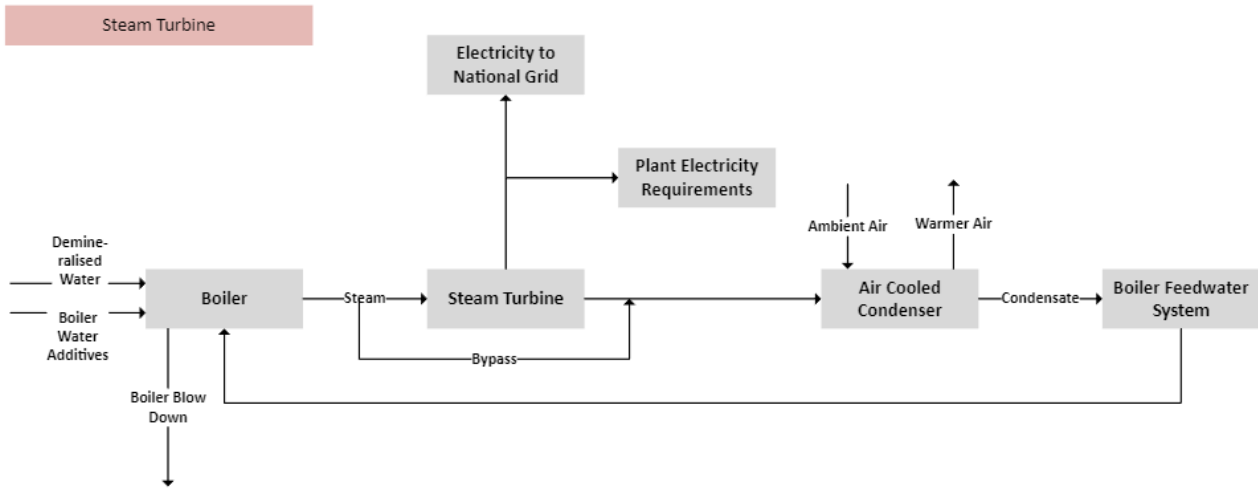 Steam Turbine
Electricity to
National Grid
Plant Electricity
Requirements
Ambient Air
Warmer Air
Demine-
ralised
Water
Boiler
Steam
Steam Turbine
Air Cooled
Condenser
Condensate
Boiler Feedwater
System
Boiler
Water
Additives
Bypass
Boiler Blow
Down